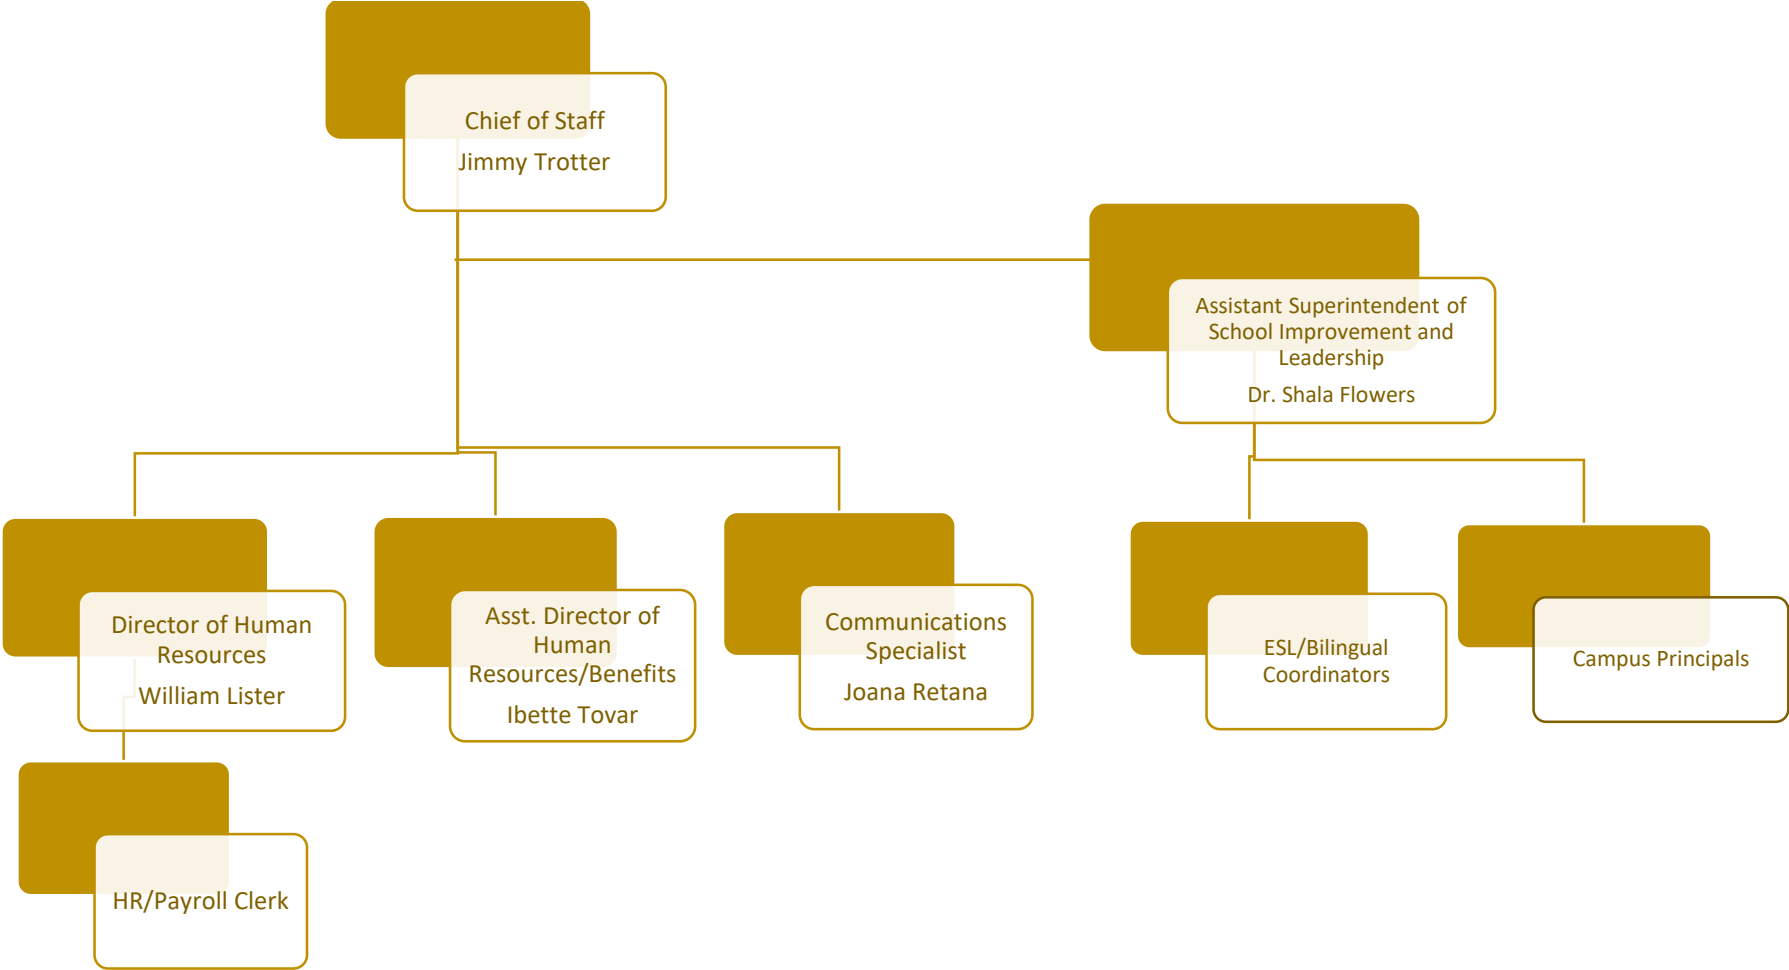 Chief of Staff
Jimmy Trotter
Assistant Superintendent of
School Improvement and
Leadership
Dr. Shala Flowers
Director of Human
Resources
William Lister
Asst. Director of
Human
Resources/Benefits
Ibette Tovar
Communications
Specialist
Joana Retana
ESL/Bilingual
Coordinators
Campus Principals
HR/Payroll Clerk